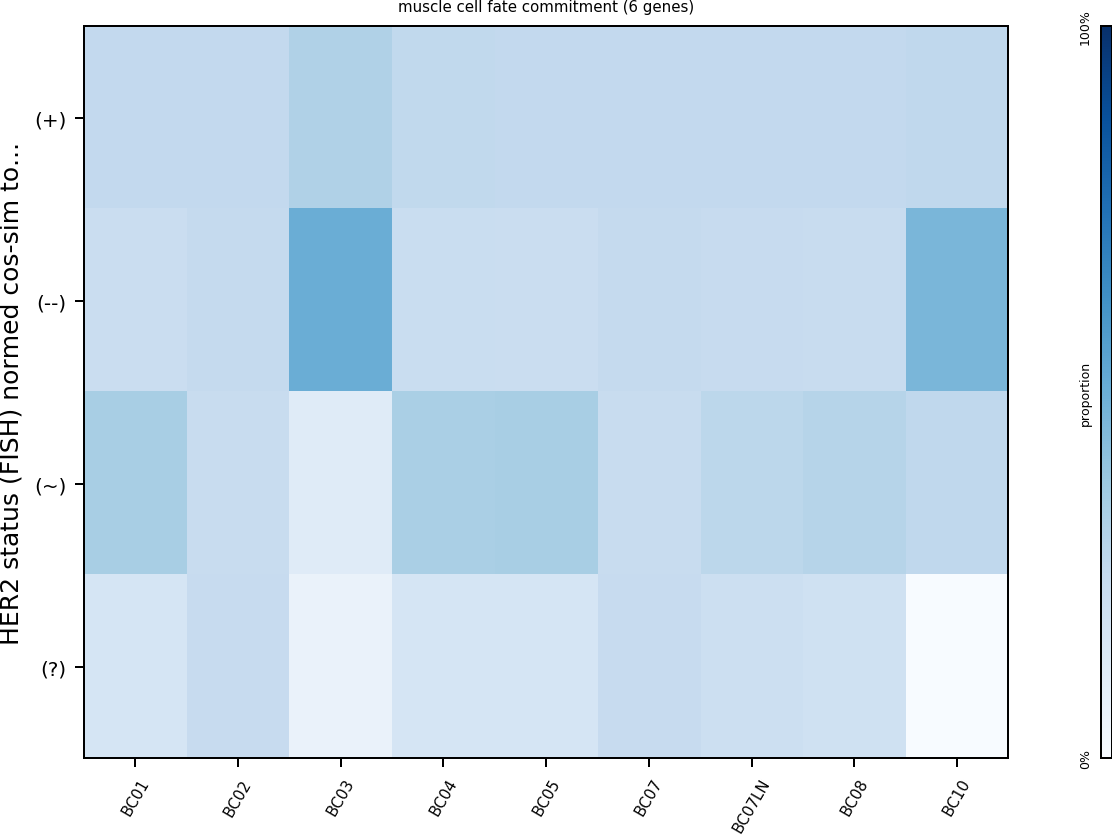 muscle cell fate commitment (6 genes)
HER2 status (FISH) normed cos-sim to...
(+)
(--)
(~)
(?)
BC01
BC02
BC03
BC04
BC05
BC07
BC07LN
BC08
BC10
100%
proportion
0%